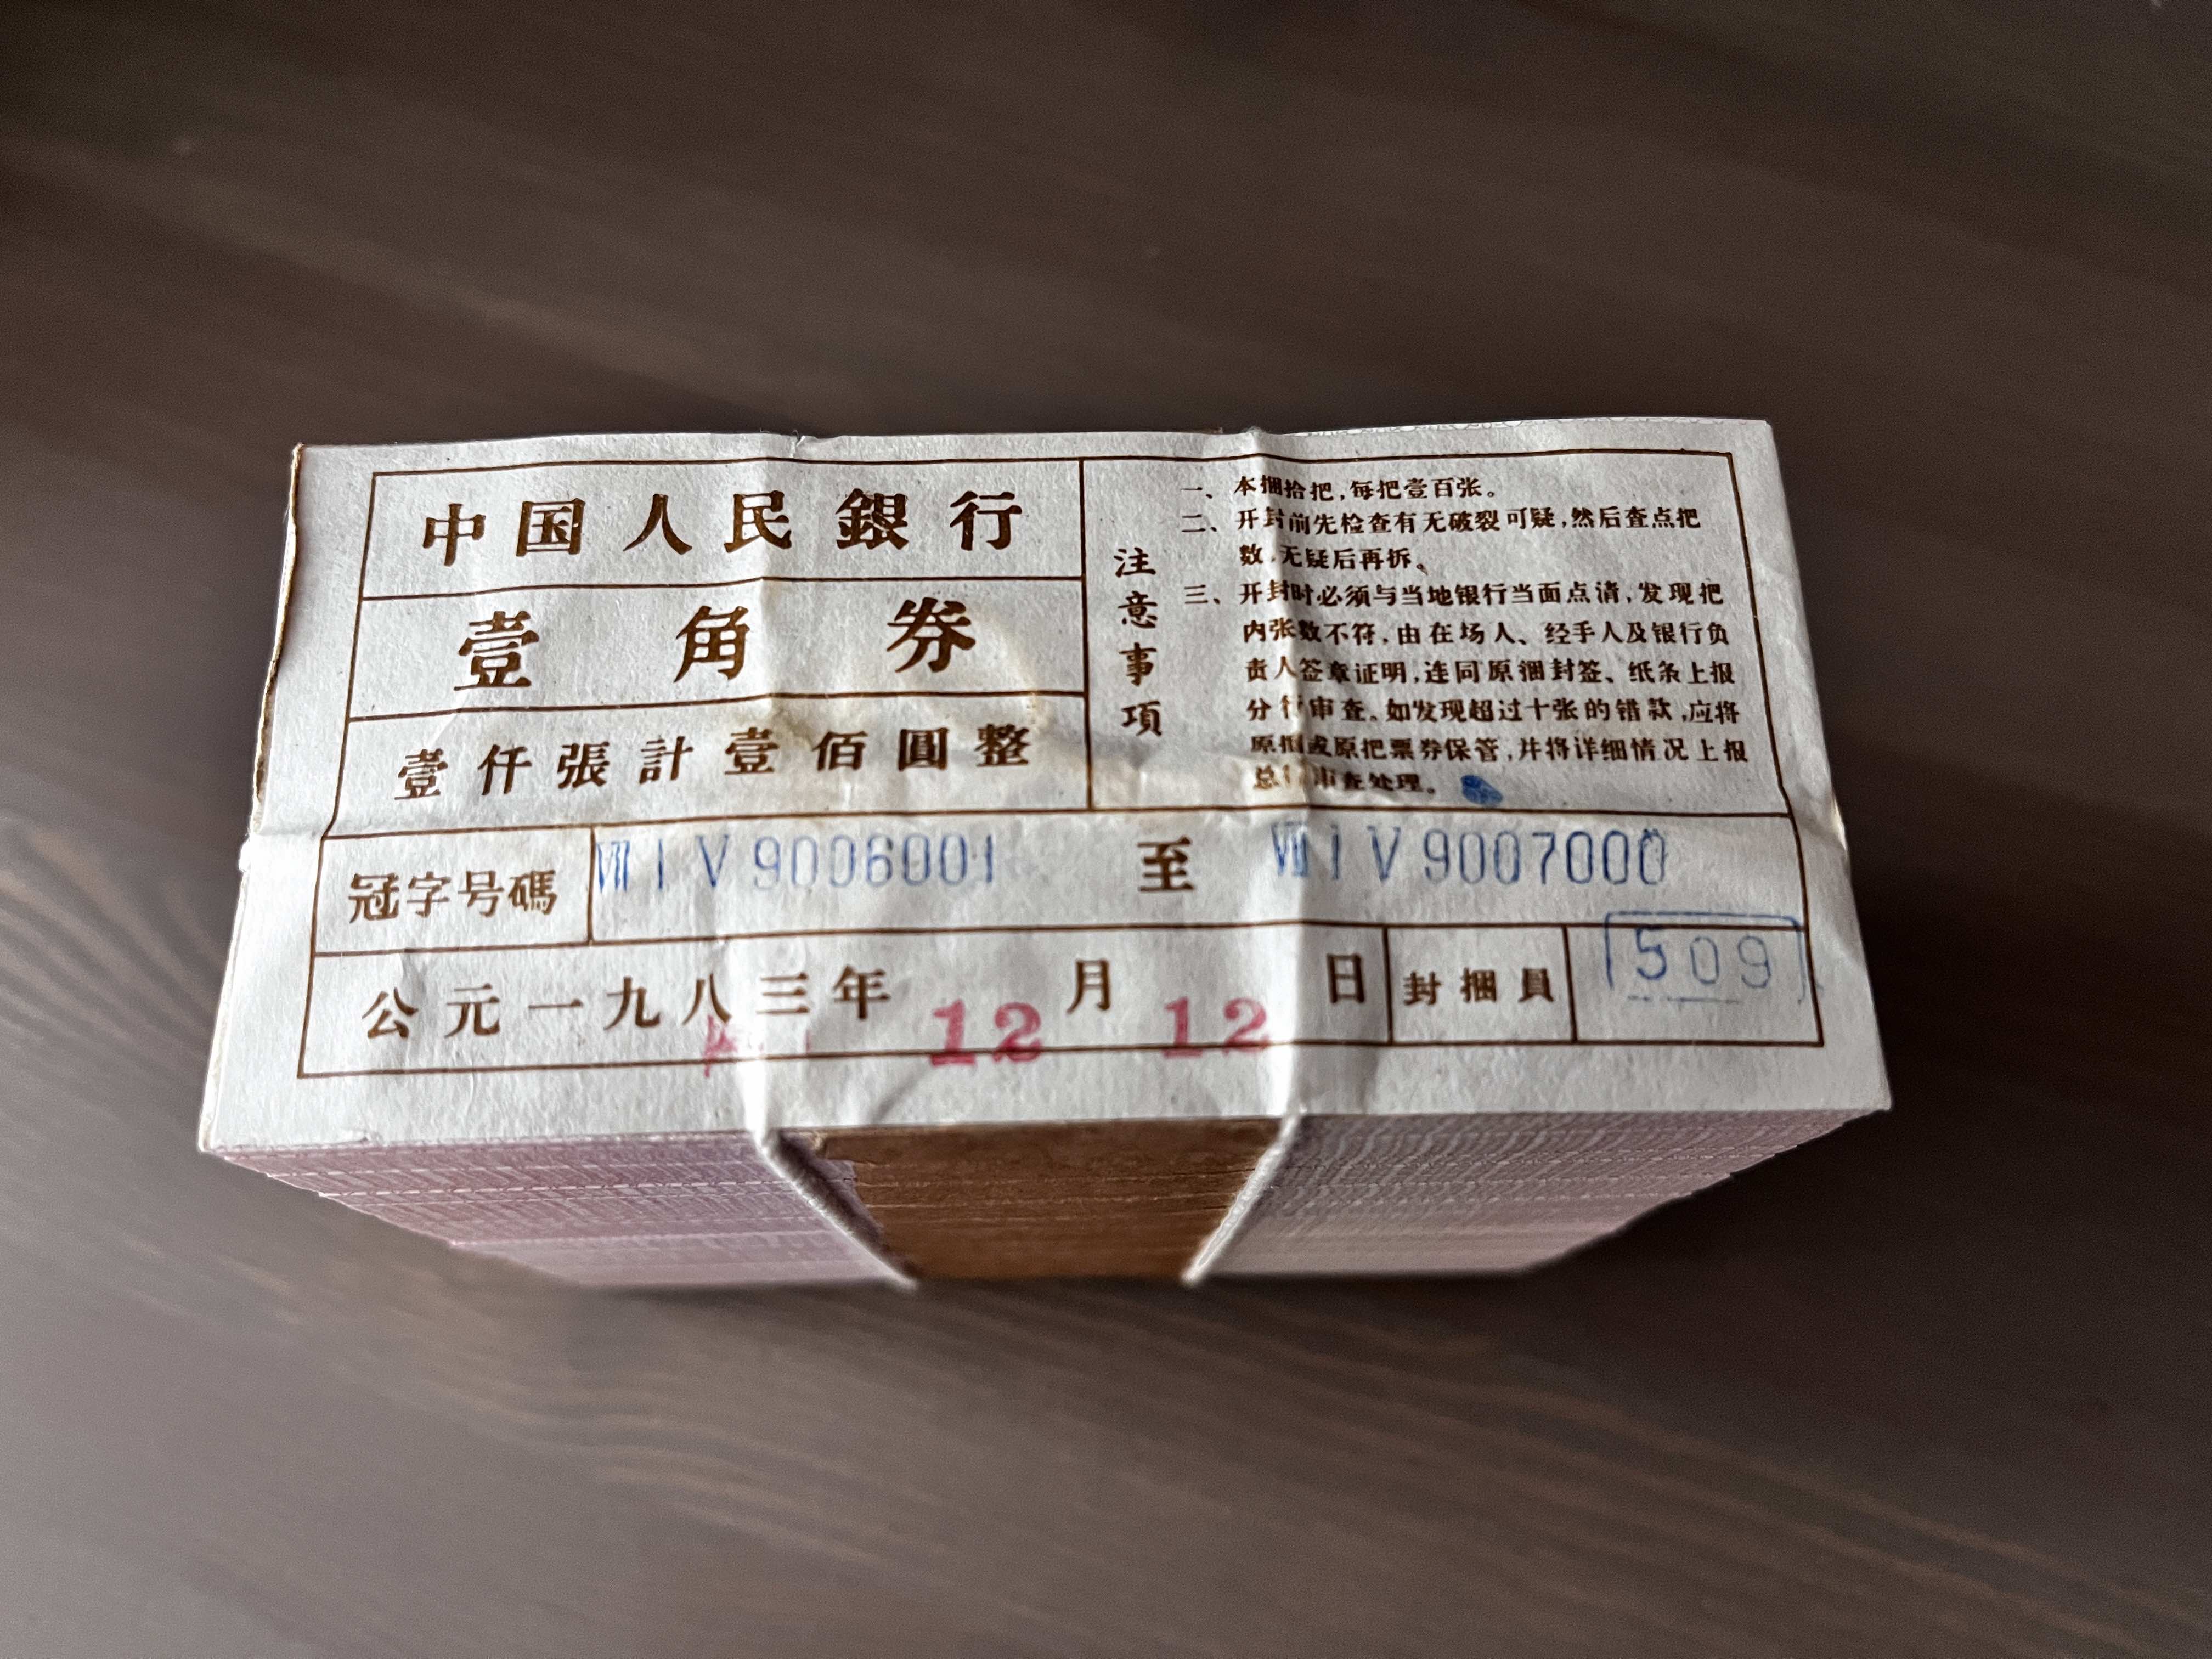 中国人民銀行
壹角券
壹仟張計壹佰圓整
注意事項
一、本捆拾把，每把壹百张。
二、开封前先检查有无破裂可疑，然后查点把
数，无疑后再拆。
三、开封时必须与当地银行当面点清，发现把
内张数不符，由在场人、经手人及银行负
责人签章证明，连同原捆封签、纸条上报
分行审查。如发现超过十张的错款，应将
原捆或原把票券保管，并将详细情况上报
总行审查处理。
冠字号碼 Ⅷ I V 9006001 至 Ⅷ I V 9007000
公元一九八三年 12 月 12 日 封捆員 509